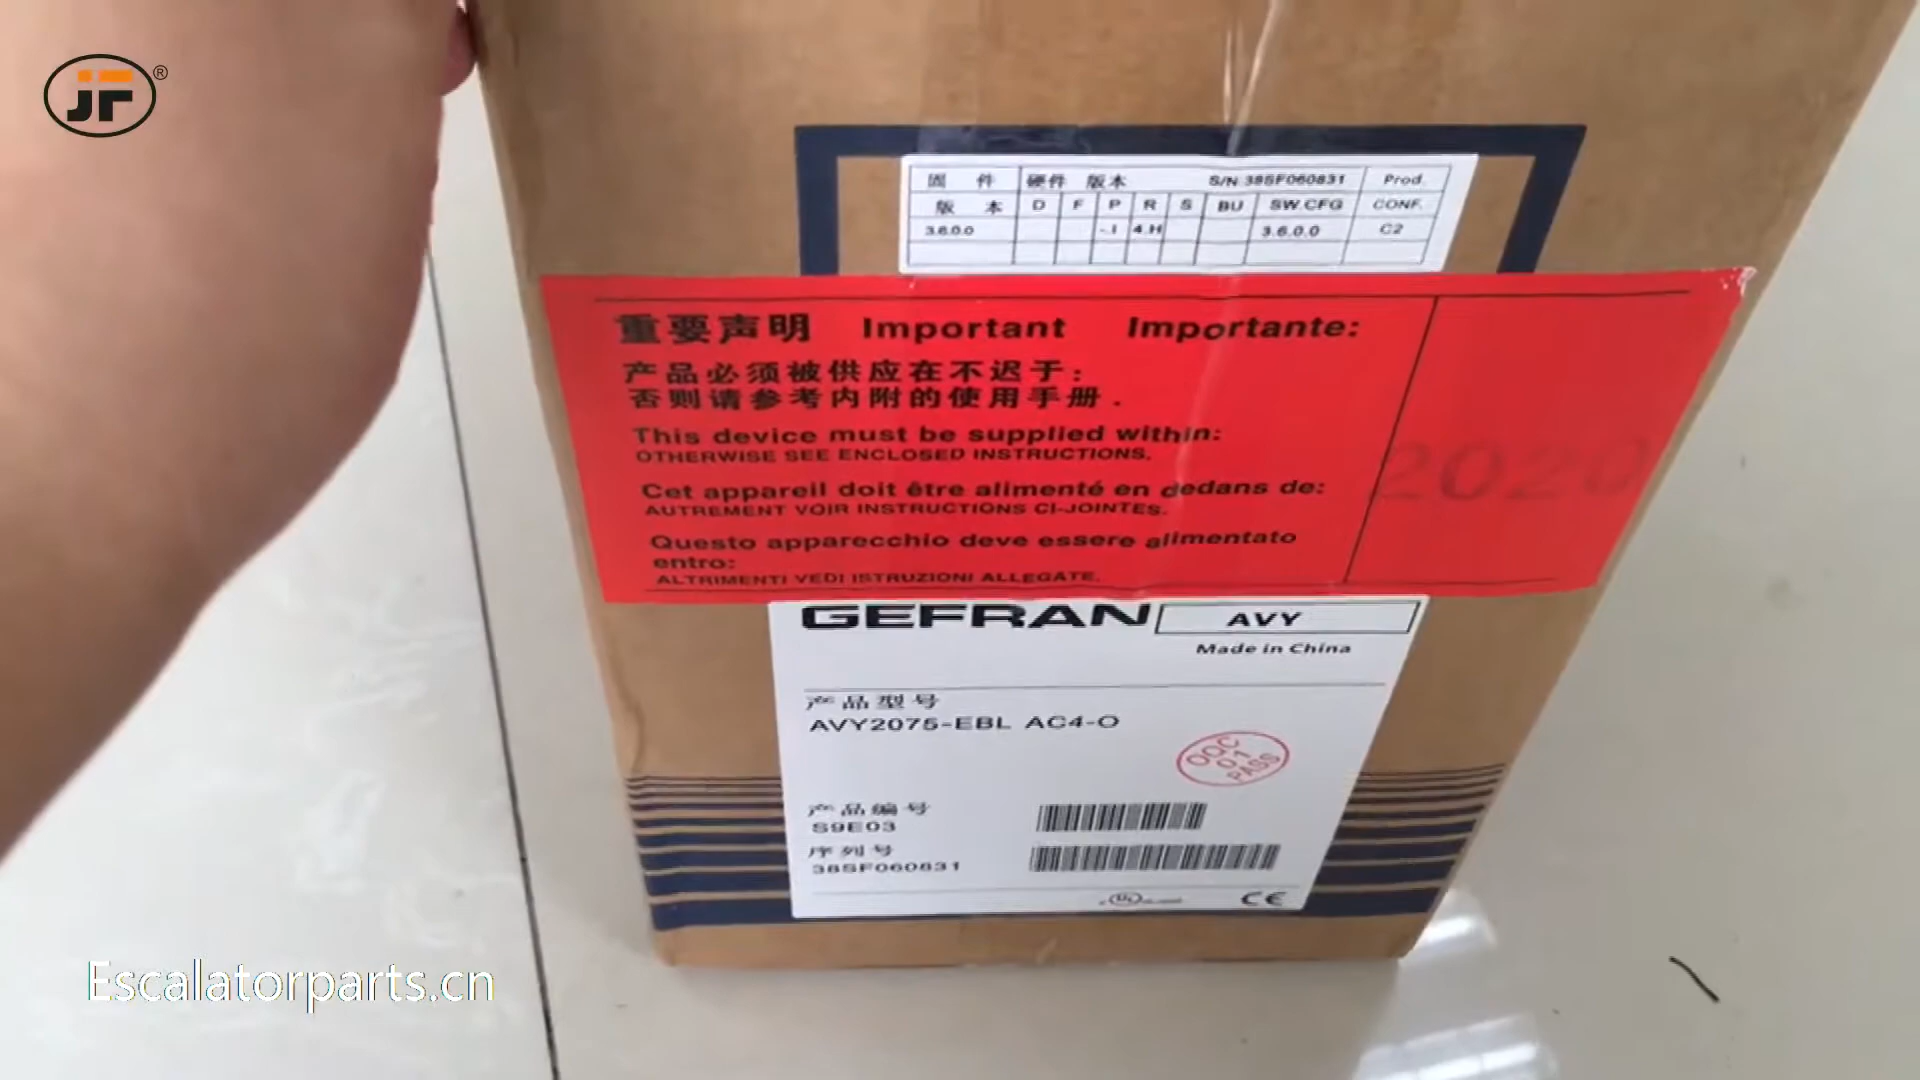 JF®
固 件 硬件 版本 S/N 38SF060831 Prod.
版 本 D F P R S BU SW.CFG CONF.
3.6.0.0 -.I 4.H 3.6.0.0 C2
重要声明 Important Importante:
产品必须被供应在不迟于:
否则请参考内附的使用手册.
This device must be supplied within:
OTHERWISE SEE ENCLOSED INSTRUCTIONS.
2020
Cet appareil doit être alimenté en dedans de:
AUTREMENT VOIR INSTRUCTIONS CI-JOINTES.
Questo apparecchio deve essere alimentato
entro:
ALTRIMENTI VEDI ISTRUZIONI ALLEGATE.
GEFRAN AVY
Made in China
产品型号
AVY2075-EBL AC4-O
OQC
01
PASS
产品编号
S9E03
序列号
38SF060831
UL CE
Escalatorparts.cn